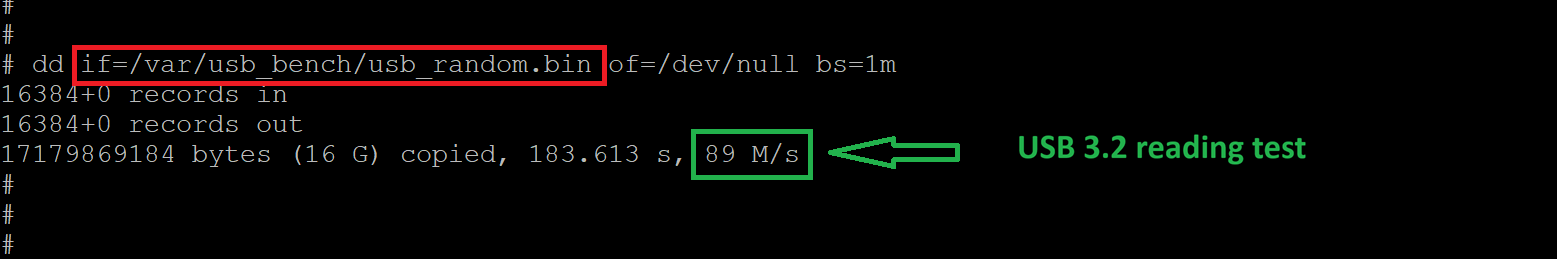 #
#
# dd if=/var/usb_bench/usb_random.bin of=/dev/null bs=1m
16384+0 records in
16384+0 records out
17179869184 bytes (16 G) copied, 183.613 s, 89 M/s USB 3.2 reading test
#
#
#